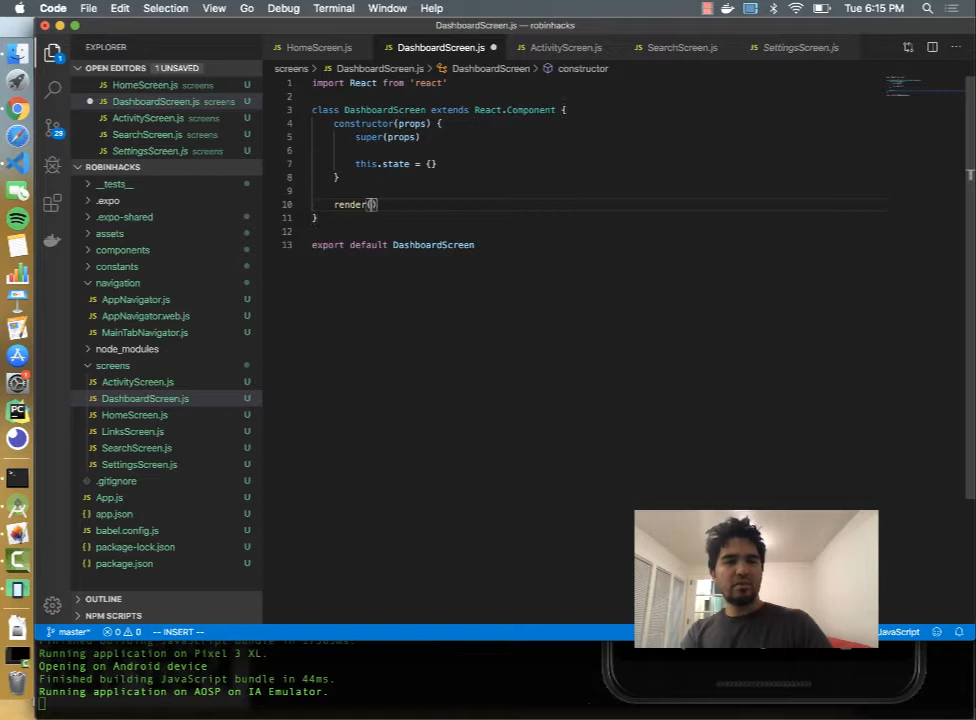 Code File Edit Selection View Go Debug Terminal Window Help Tue 6:15 PM
DashboardScreen.js — robinhacks
EXPLORER
HomeScreen.js DashboardScreen.js ActivityScreen.js SearchScreen.js SettingsScreen.js
OPEN EDITORS 1 UNSAVED
screens > JS DashboardScreen.js > DashboardScreen > constructor
JS HomeScreen.js screens U
JS DashboardScreen.js screens U
JS ActivityScreen.js screens U
JS SearchScreen.js screens U
JS SettingsScreen.js screens U
ROBINHACKS
__tests__
.expo
.expo-shared
assets
components
constants
navigation
JS AppNavigator.js U
JS AppNavigator.web.js U
JS MainTabNavigator.js U
node_modules
screens
JS ActivityScreen.js U
JS DashboardScreen.js U
JS HomeScreen.js U
JS LinksScreen.js U
JS SearchScreen.js U
JS SettingsScreen.js U
.gitignore U
JS App.js U
{} app.json U
JS babel.config.js U
{} package-lock.json U
{} package.json U
OUTLINE
NPM SCRIPTS
1 import React from 'react'
2
3 class DashboardScreen extends React.Component {
4 constructor(props) {
5 super(props)
6
7 this.state = {}
8 }
9
10 render()
11 }
12
13 export default DashboardScreen
1
29
PC
master* 0 0 -- INSERT -- JavaScript
Running application on Pixel 3 XL.
Opening on Android device
Finished building JavaScript bundle in 44ms.
Running application on AOSP on IA Emulator.